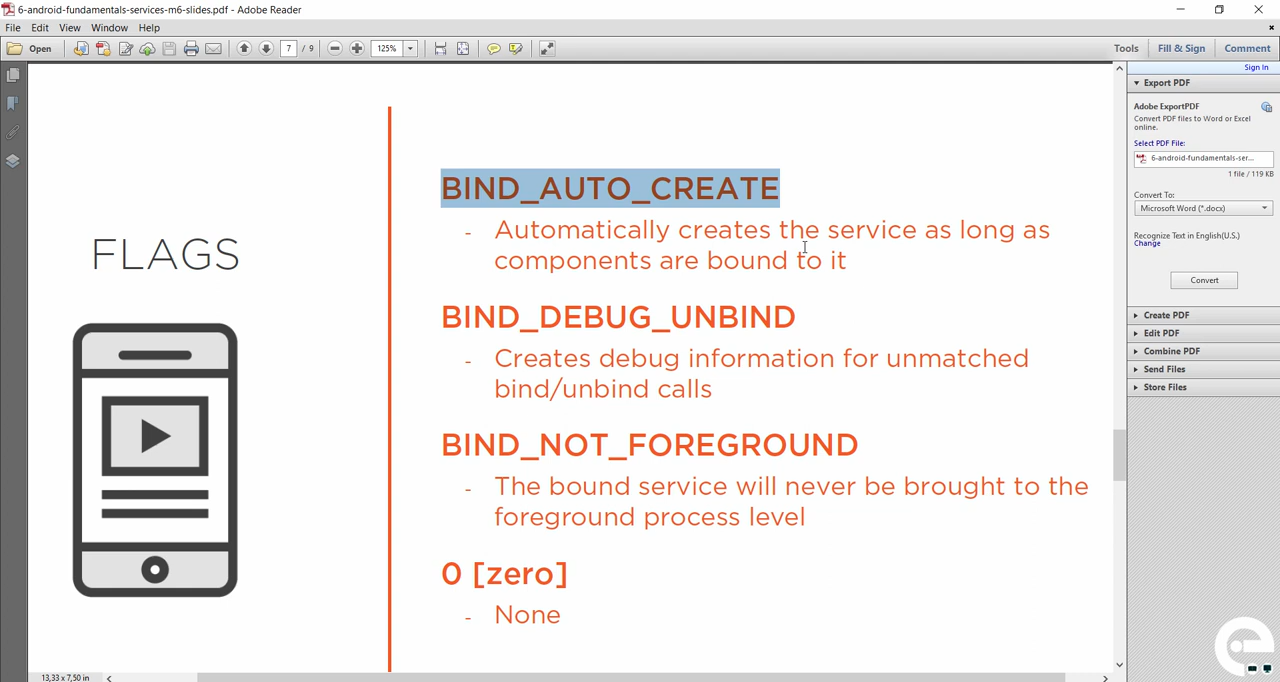 6-android-fundamentals-services-m6-slides.pdf - Adobe Reader
File Edit View Window Help
Open 7 / 9 125% Tools Fill & Sign Comment
Sign In
Export PDF
Adobe ExportPDF
Convert PDF files to Word or Excel
online.
Select PDF File:
6-android-fundamentals-ser...
1 file / 119 KB
Convert To:
Microsoft Word (*.docx)
Recognize Text in English(U.S.)
Change
Convert
Create PDF
Edit PDF
Combine PDF
Send Files
Store Files
FLAGS
BIND_AUTO_CREATE
- Automatically creates the service as long as
components are bound to it
BIND_DEBUG_UNBIND
- Creates debug information for unmatched
bind/unbind calls
BIND_NOT_FOREGROUND
- The bound service will never be brought to the
foreground process level
0 [zero]
- None
13,33 x 7,50 in